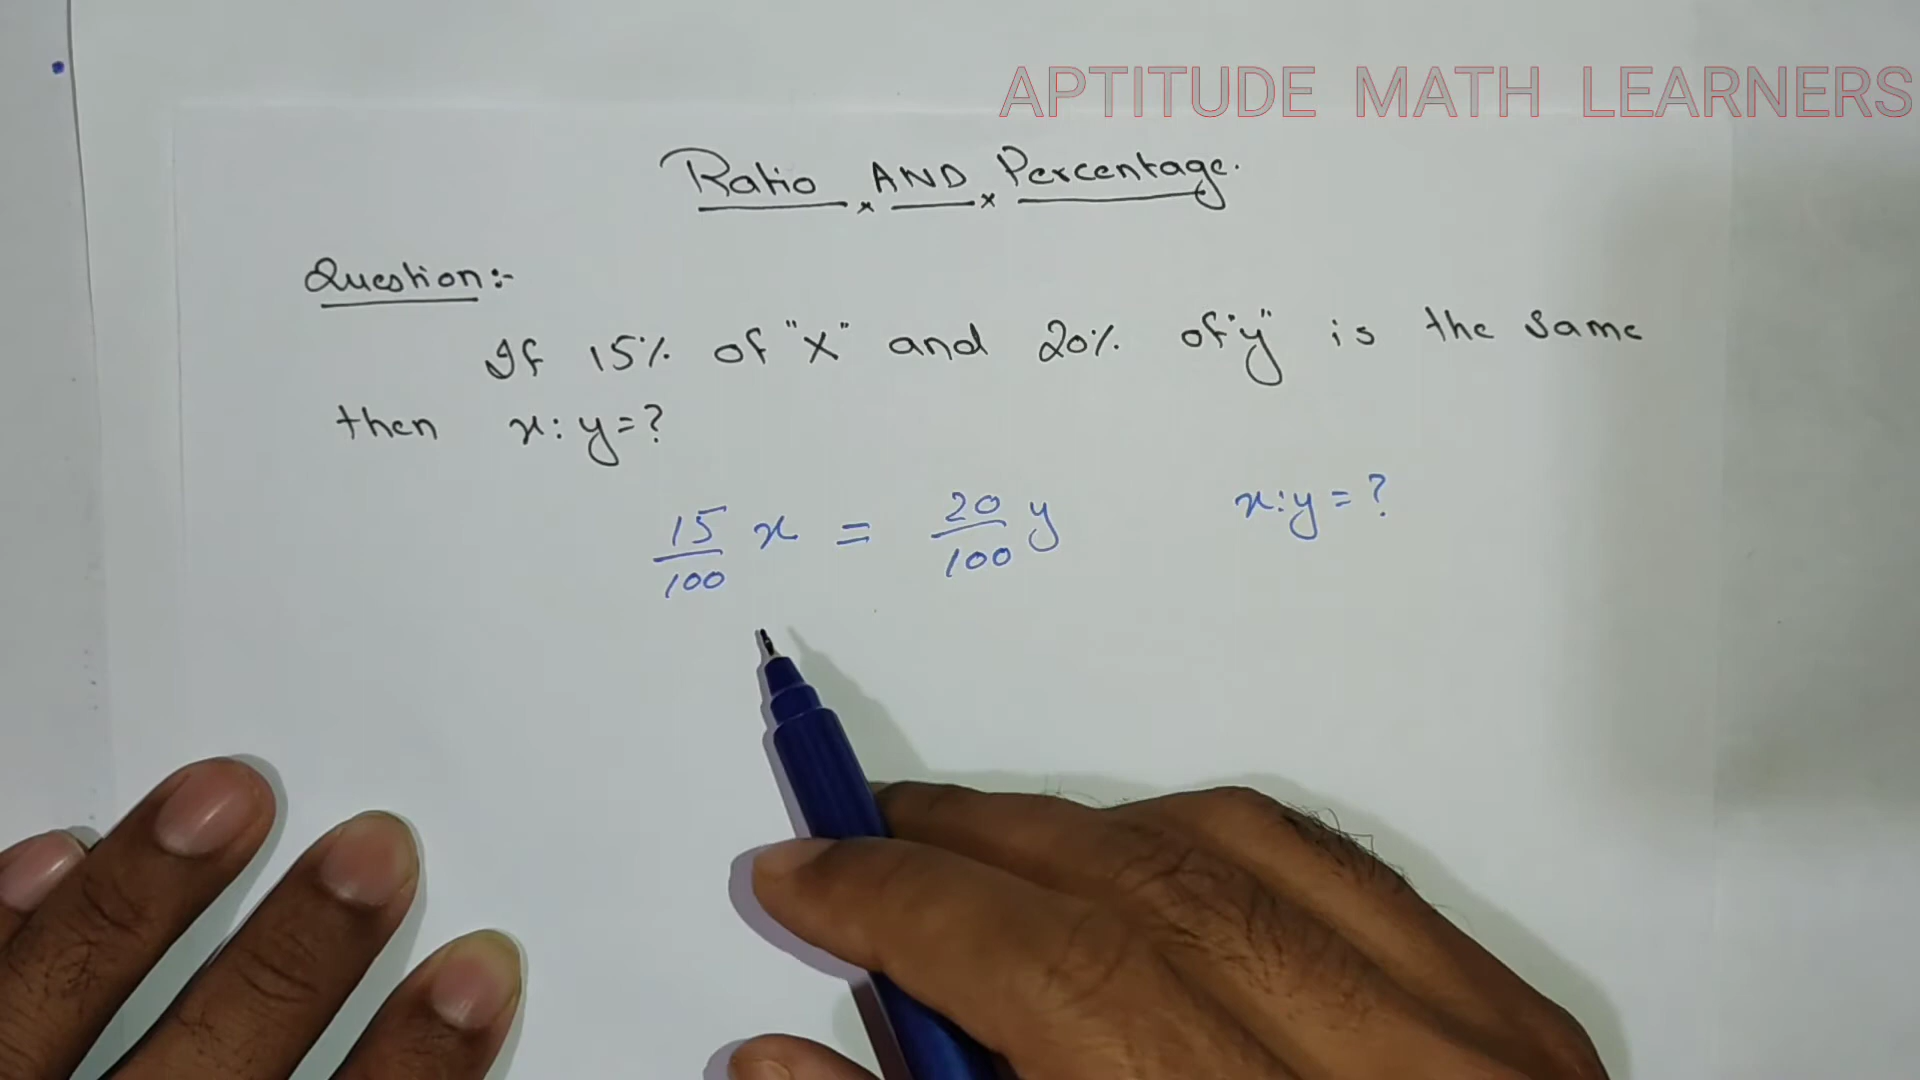 APTITUDE MATH LEARNERS
Ratio AND Percentage.
Question:-
If 15% of "X" and 20% of "y" is the same
then x:y=?
15/100 x = 20/100 y
x:y=?